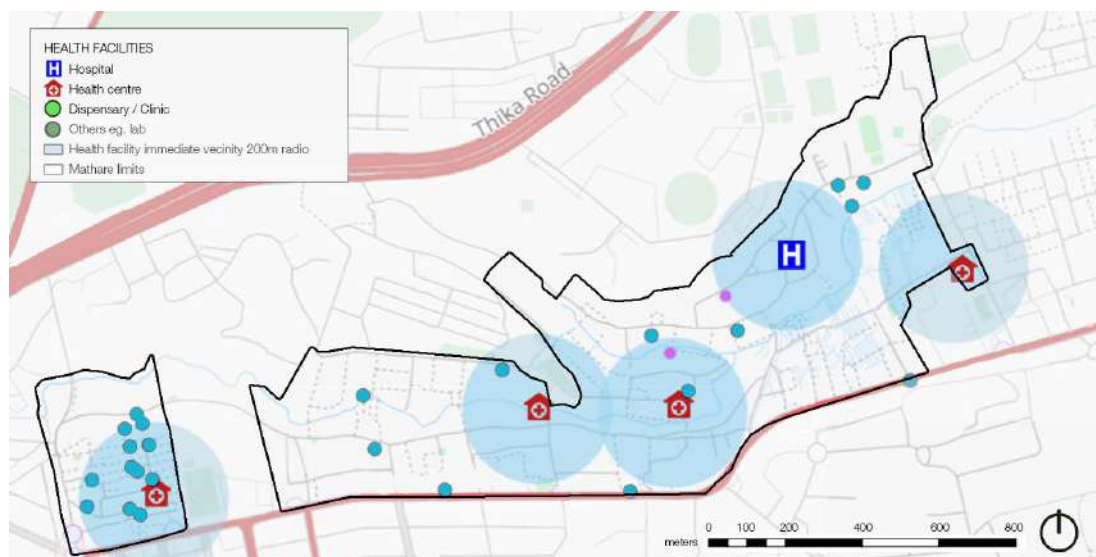 HEALTH FACILITIES
H Hospital
Health centre
Dispensary / Clinic
Others eg. lab
Health facility immediate vecinity 200m radio
Mathare limits
Thika Road
H
0 100 200 400 600 800
meters